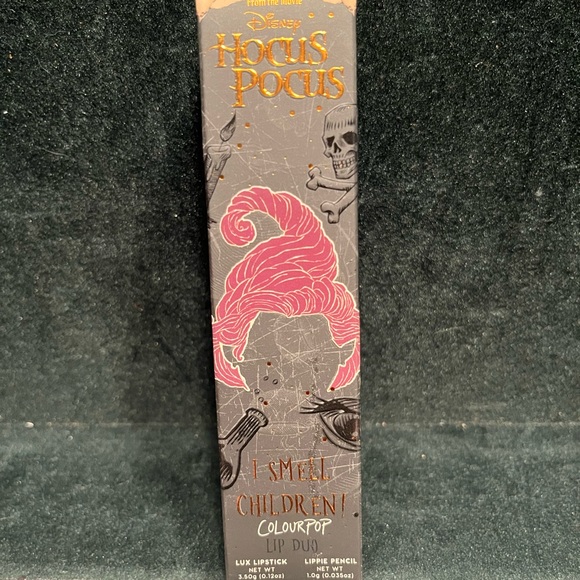 From the Movie
Disney
HOCUS
POCUS
I SMELL
CHILDREN!
COLOURPOP
LIP DUO
LUX LIPSTICK LIPPIE PENCIL
NET WT NET WT
3.50g (0.12oz) 1.0g (0.035oz)